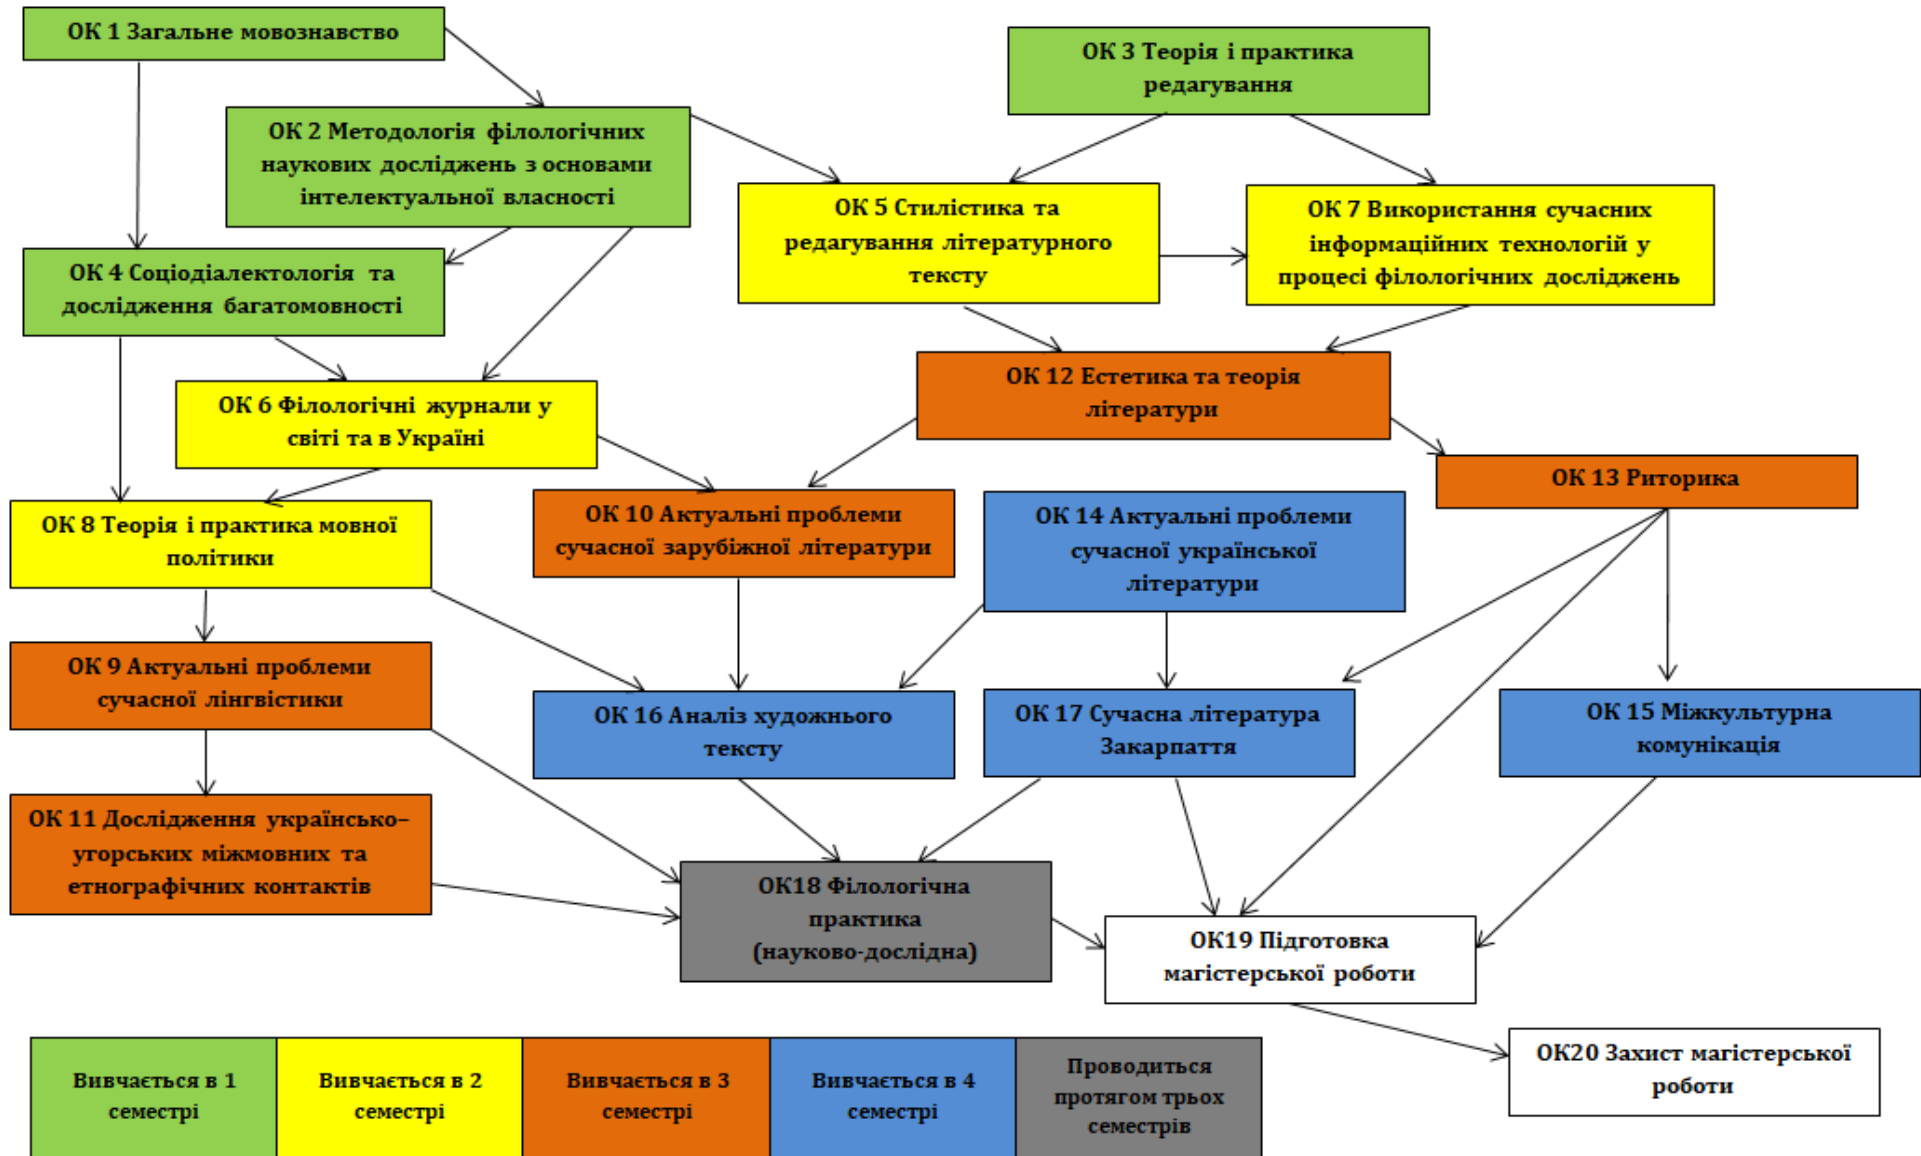 ОК 1 Загальне мовознавство
ОК 3 Теорія і практика
редагування
ОК 2 Методологія філологічних
наукових досліджень з основами
інтелектуальної власності
ОК 5 Стилістика та
редагування літературного
тексту
ОК 7 Використання сучасних
інформаційних технологій у
процесі філологічних досліджень
ОК 4 Соціодіалектологія та
дослідження багатомовності
ОК 12 Естетика та теорія
літератури
ОК 6 Філологічні журнали у
світі та в Україні
ОК 13 Риторика
ОК 8 Теорія і практика мовної
політики
ОК 10 Актуальні проблеми
сучасної зарубіжної літератури
ОК 14 Актуальні проблеми
сучасної української
літератури
ОК 9 Актуальні проблеми
сучасної лінгвістики
ОК 16 Аналіз художнього
тексту
ОК 17 Сучасна література
Закарпаття
ОК 15 Міжкультурна
комунікація
ОК 11 Дослідження українсько–
угорських міжмовних та
етнографічних контактів
ОК18 Філологічна
практика
(науково-дослідна)
ОК19 Підготовка
магістерської роботи
ОК20 Захист магістерської
роботи
Вивчається в 1
семестрі
Вивчається в 2
семестрі
Вивчається в 3
семестрі
Вивчається в 4
семестрі
Проводиться
протягом трьох
семестрів